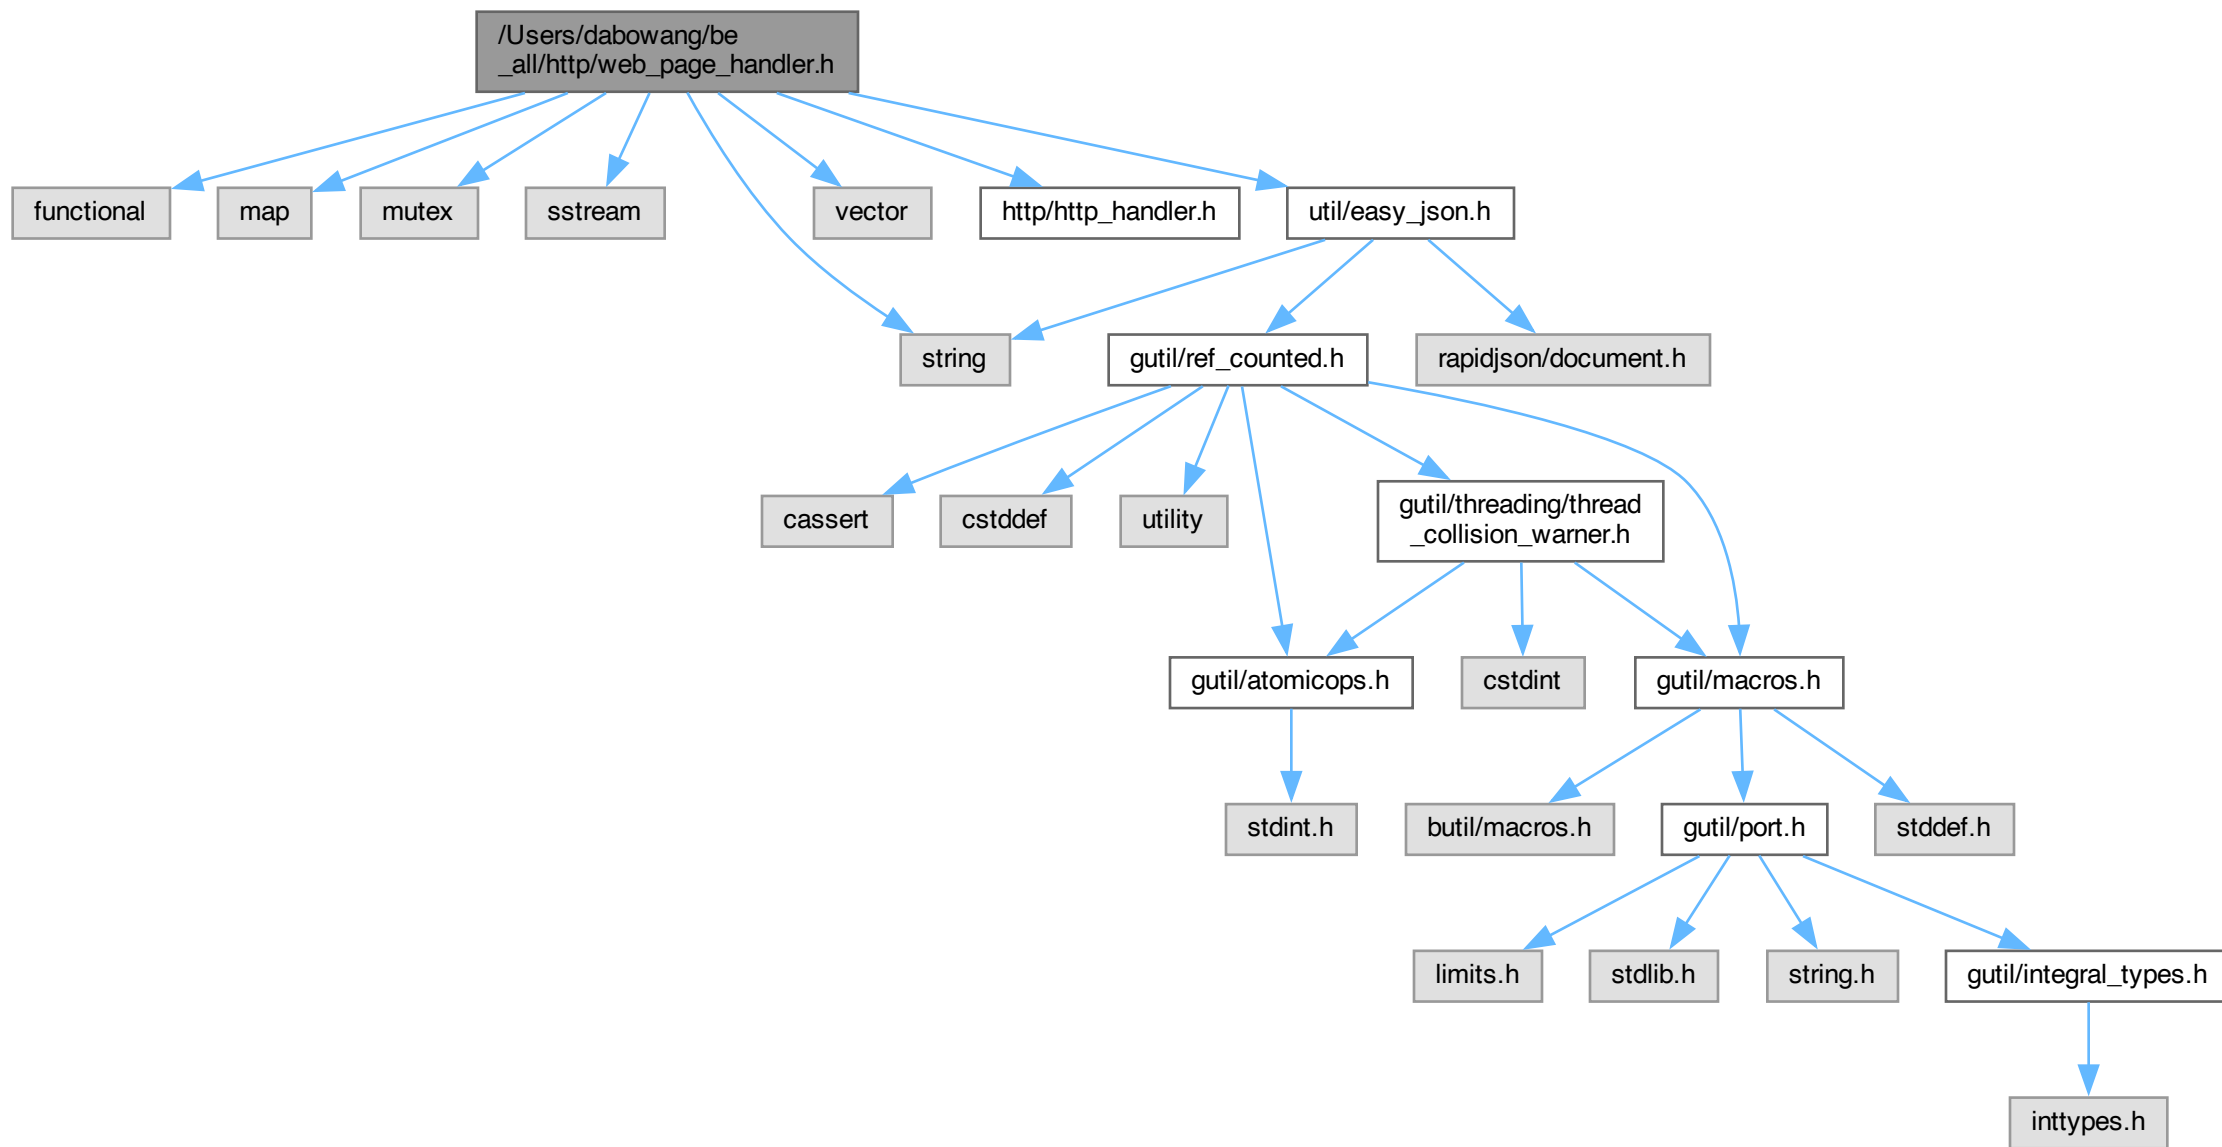 /Users/dabowang/be
_all/http/web_page_handler.h
functional
map
mutex
sstream
vector
http/http_handler.h
util/easy_json.h
string
gutil/ref_counted.h
rapidjson/document.h
cassert
cstddef
utility
gutil/threading/thread
_collision_warner.h
gutil/atomicops.h
cstdint
gutil/macros.h
stdint.h
butil/macros.h
gutil/port.h
stddef.h
limits.h
stdlib.h
string.h
gutil/integral_types.h
inttypes.h